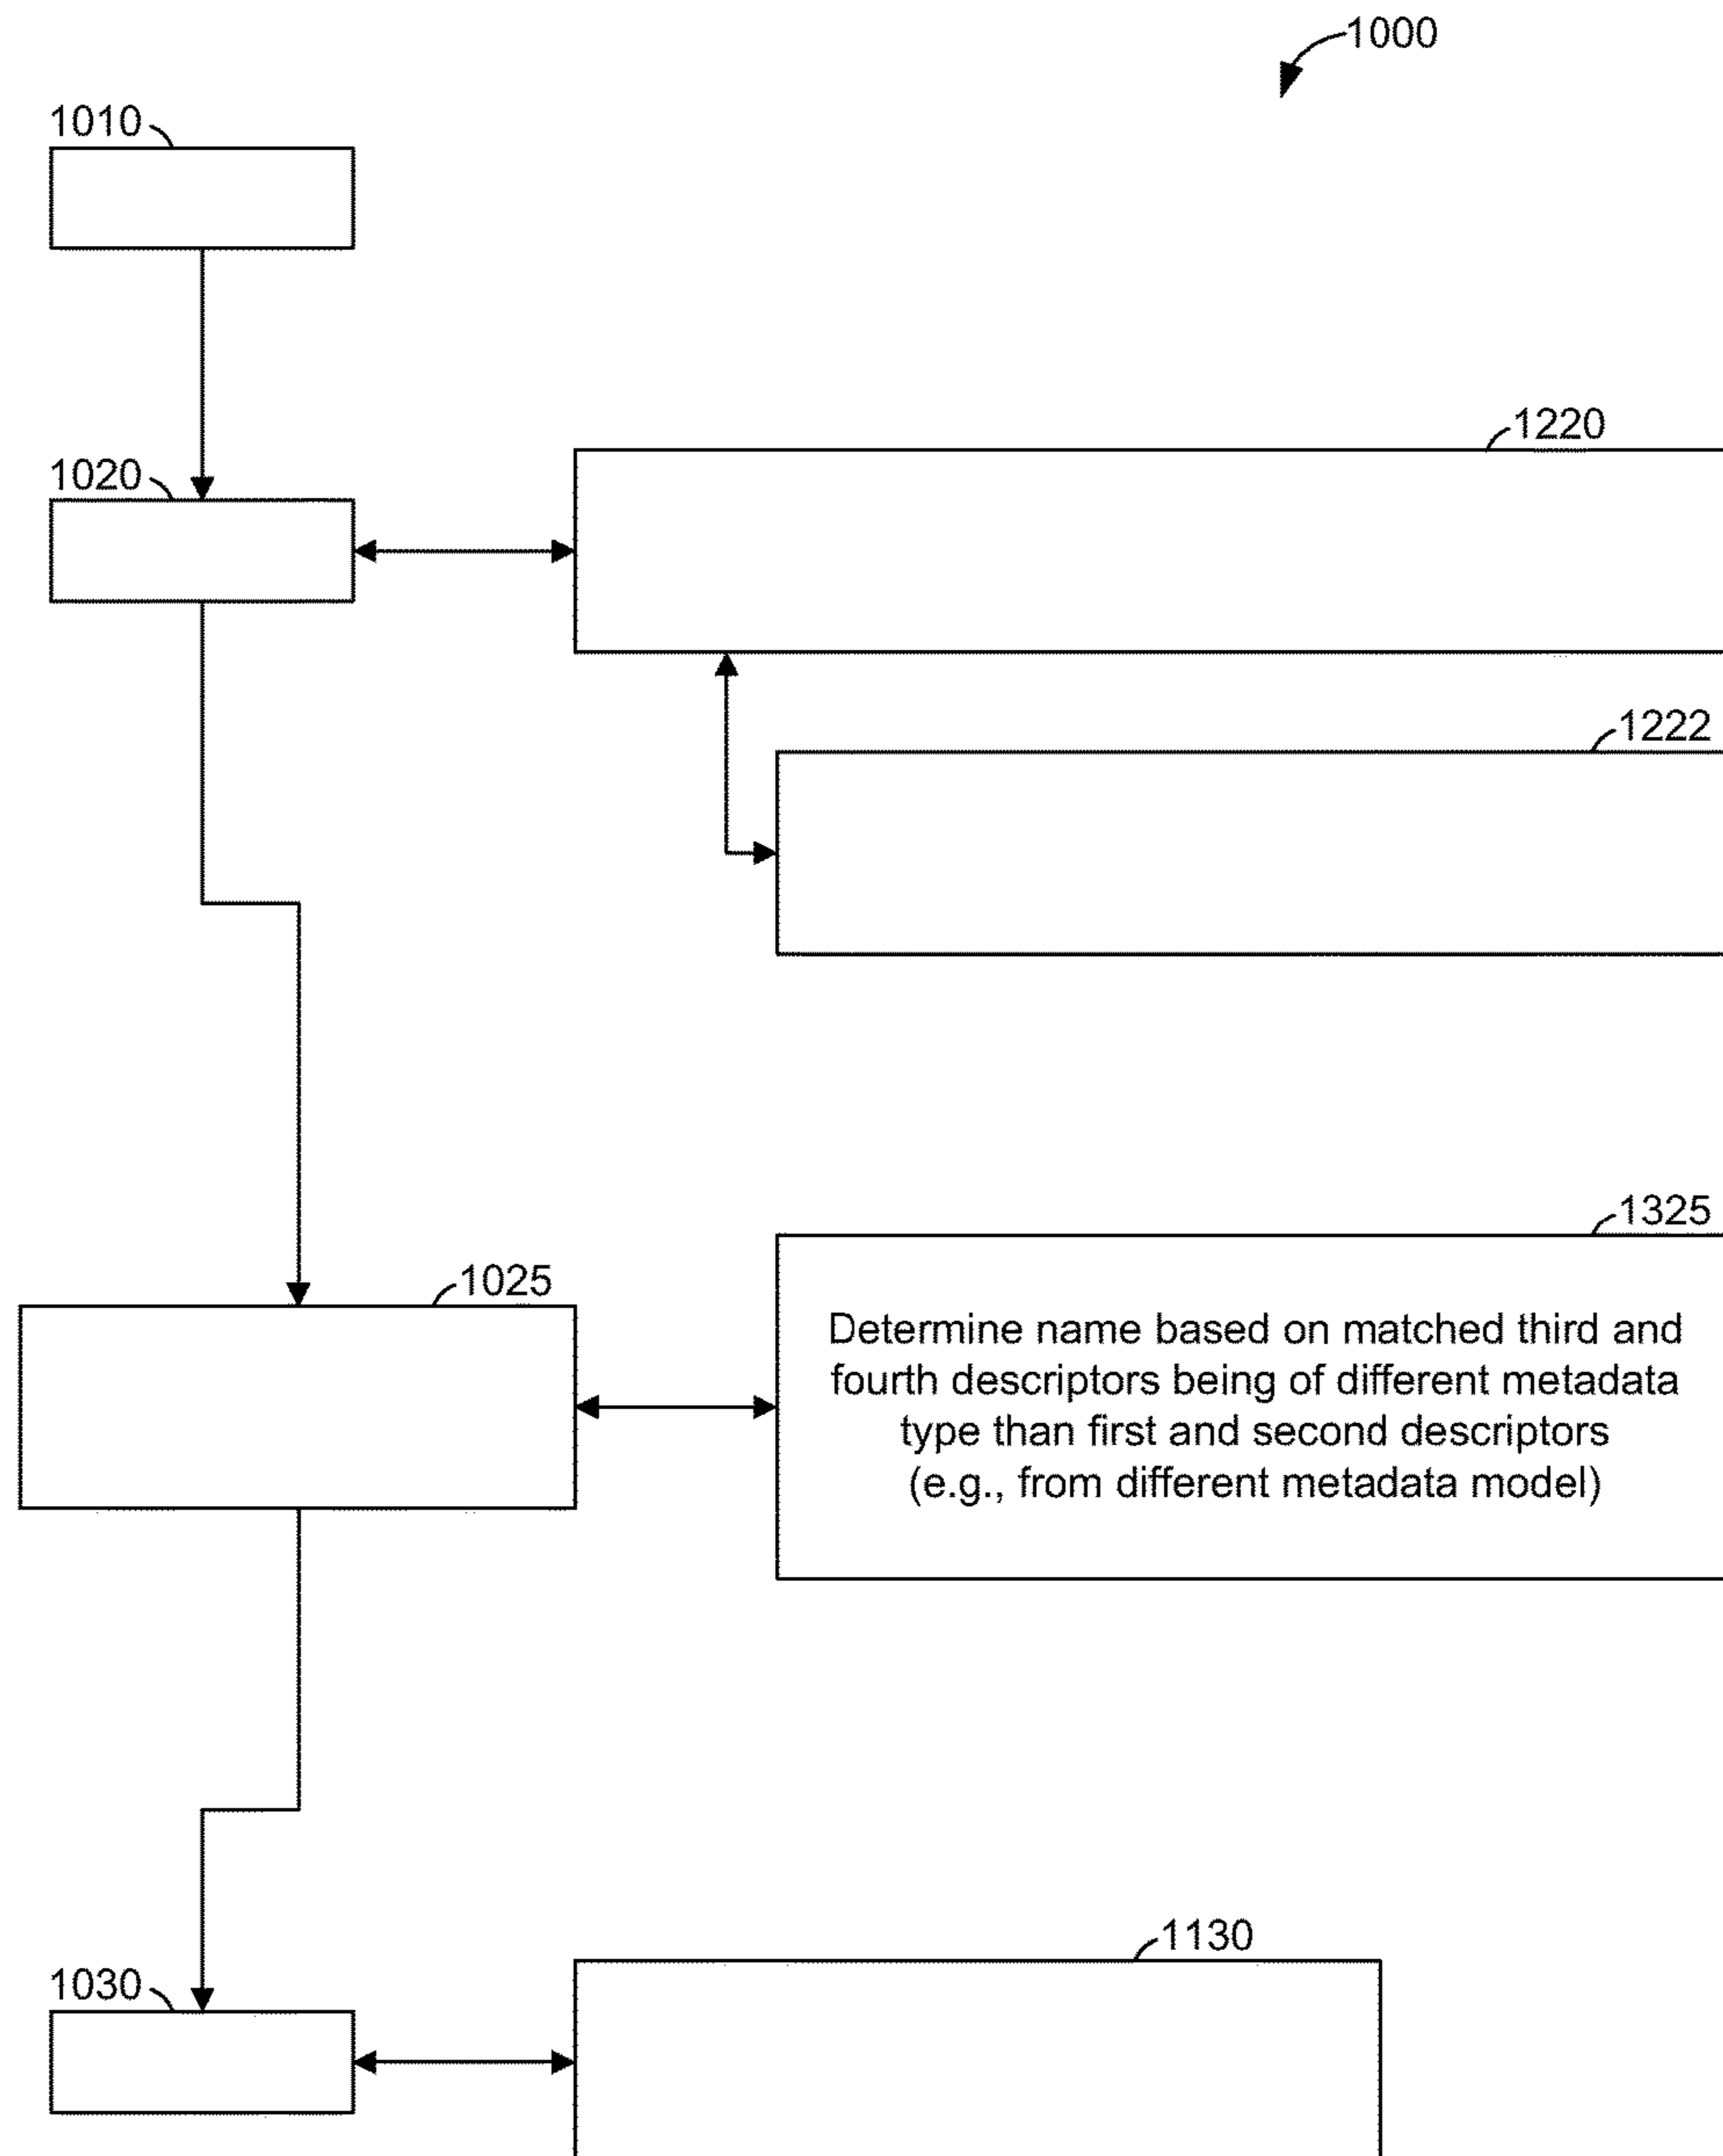 1000
1010
1220
1020
1222
1325
1025
Determine name based on matched third and
fourth descriptors being of different metadata
type than first and second descriptors
(e.g., from different metadata model)
1130
1030